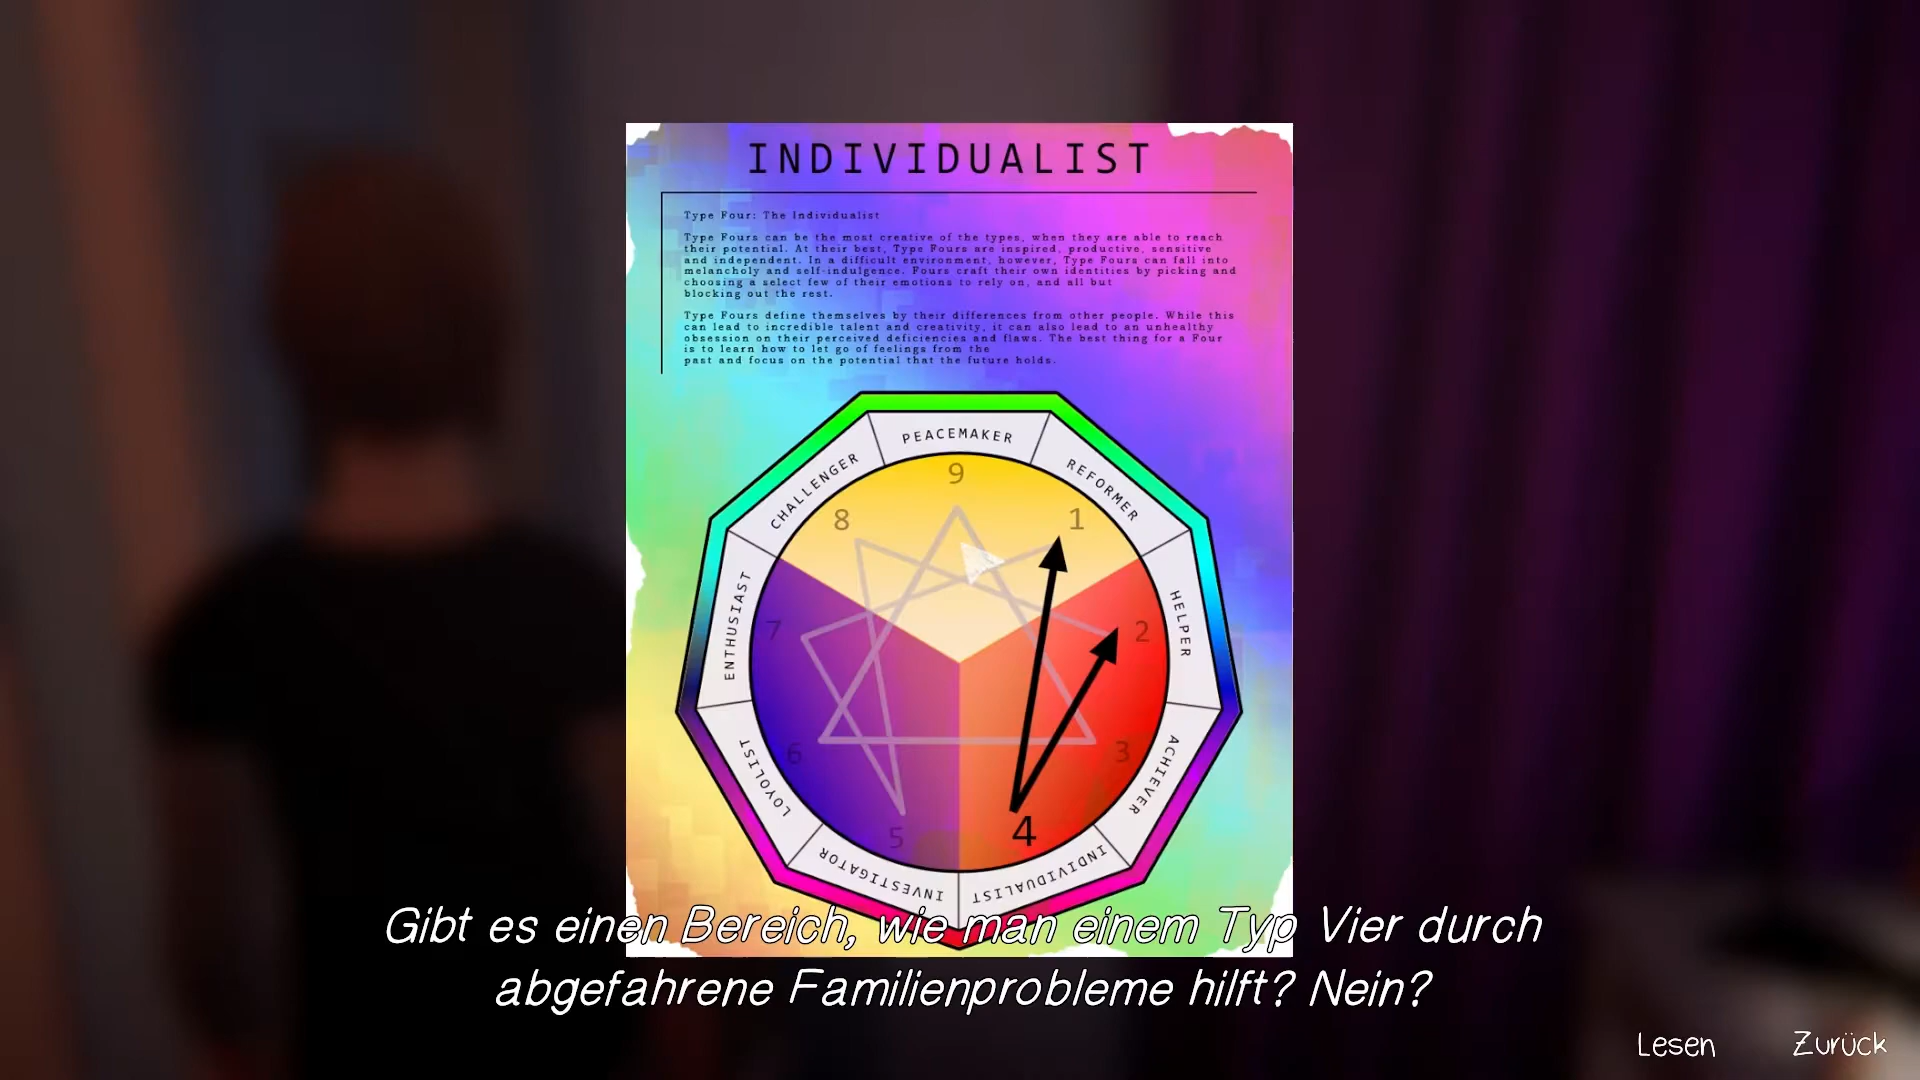 INDIVIDUALIST
Type Four: The Individualist
Type Fours can be the most creative of the types, when they are able to reach
their potential. At their best, Type Fours are inspired, productive, sensitive
and independent. In a difficult environment, however, Type Fours can fall into
melancholy and self-indulgence. Fours craft their own identities by picking and
choosing a select few of their emotions to rely on, and all but
blocking out the rest.
Type Fours define themselves by their differences from other people. While this
can lead to incredible talent and creativity, it can also lead to an unhealthy
obsession on their perceived deficiencies and flaws. The best thing for a Four
is to learn how to let go of feelings from the
past and focus on the potential that the future holds.
PEACEMAKER
CHALLENGER
REFORMER
9
8
1
ENTHUSIAST
HELPER
7
2
6
3
LOYOLIST
ACHIEVER
5
4
INVESTIGATOR
INDIVIDUALIST
Gibt es einen Bereich, wie man einem Typ Vier durch
abgefahrene Familienprobleme hilft? Nein?
Lesen
Zurück